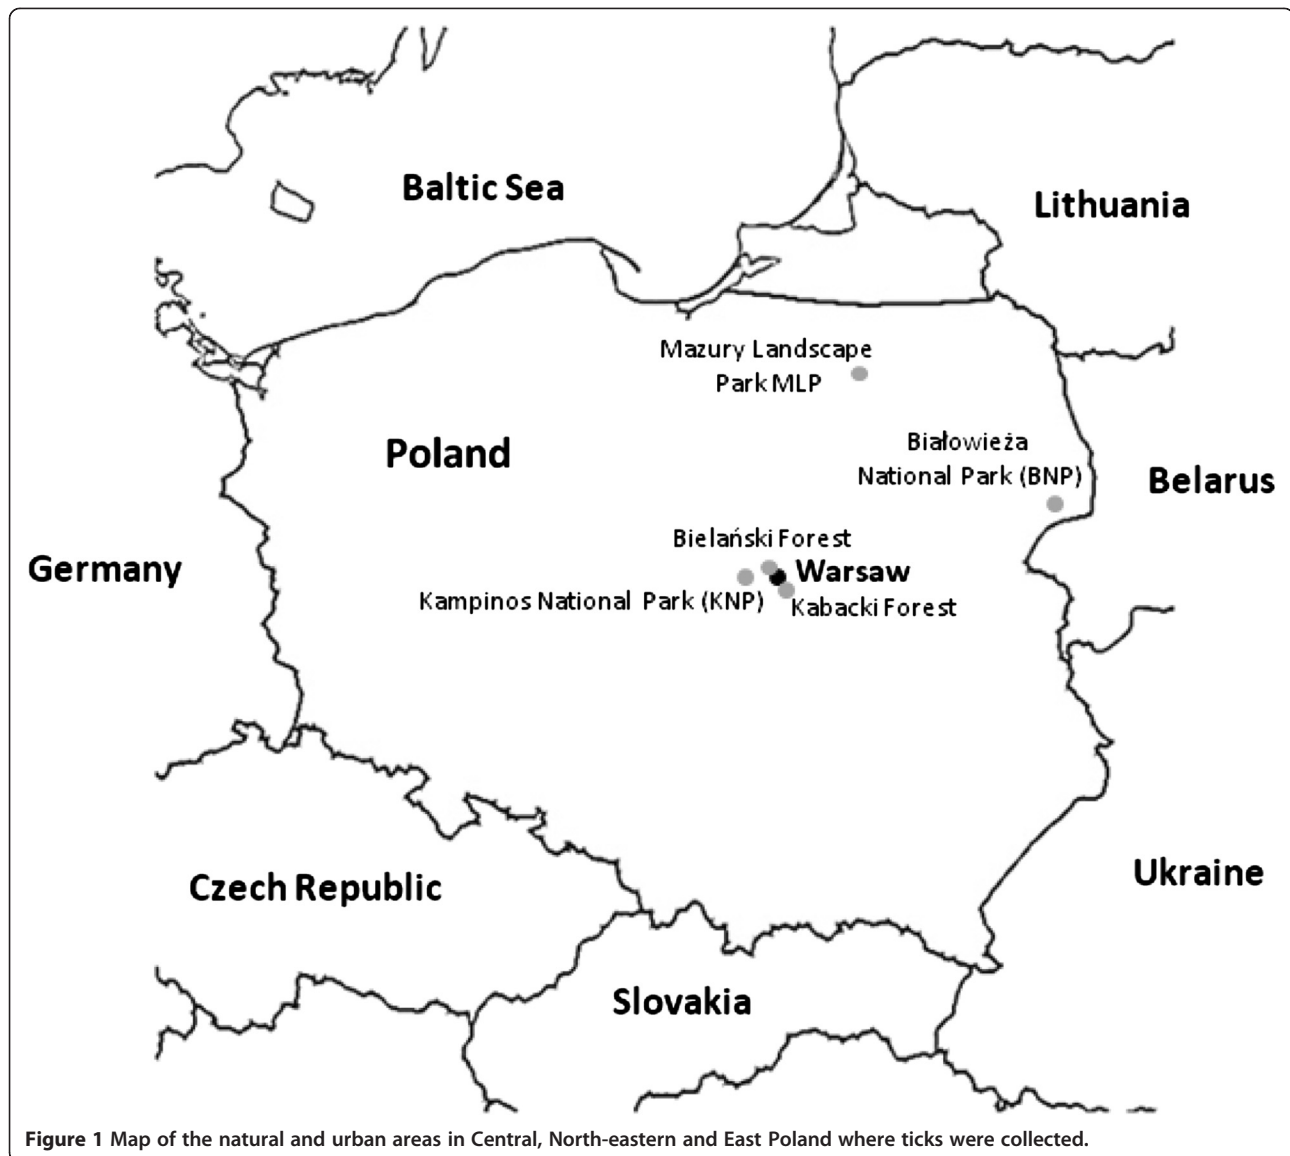 Baltic Sea
Lithuania
Mazury Landscape
Park MLP
Białowieża
National Park (BNP)
Poland
Belarus
Bielański Forest
Germany
Warsaw
Kampinos National Park (KNP)
Kabacki Forest
Czech Republic
Ukraine
Slovakia
Figure 1 Map of the natural and urban areas in Central, North-eastern and East Poland where ticks were collected.